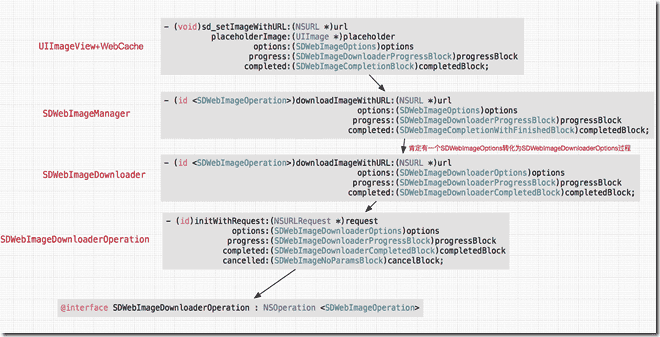 - (void)sd_setImageWithURL:(NSURL *)url
placeholderImage:(UIImage *)placeholder
UIImageView+WebCache
options:(SDWebImageOptions)options
progress:(SDWebImageDownloaderProgressBlock)progressBlock
completed:(SDWebImageCompletionBlock)completedBlock;
- (id <SDWebImageOperation>)downloadImageWithURL:(NSURL *)url
SDWebImageManager
options:(SDWebImageOptions)options
progress:(SDWebImageDownloaderProgressBlock)progressBlock
completed:(SDWebImageCompletionWithFinishedBlock)completedBlock;
肯定有一个SDWebImageOptions转化为SDWebImageDownloaderOptions过程
- (id <SDWebImageOperation>)downloadImageWithURL:(NSURL *)url
SDWebImageDownloader
options:(SDWebImageDownloaderOptions)options
progress:(SDWebImageDownloaderProgressBlock)progressBlock
completed:(SDWebImageDownloaderCompletedBlock)completedBlock;
- (id)initWithRequest:(NSURLRequest *)request
options:(SDWebImageDownloaderOptions)options
SDWebImageDownloaderOperation
progress:(SDWebImageDownloaderProgressBlock)progressBlock
completed:(SDWebImageDownloaderCompletedBlock)completedBlock
cancelled:(SDWebImageNoParamsBlock)cancelBlock;
@interface SDWebImageDownloaderOperation : NSOperation <SDWebImageOperation>